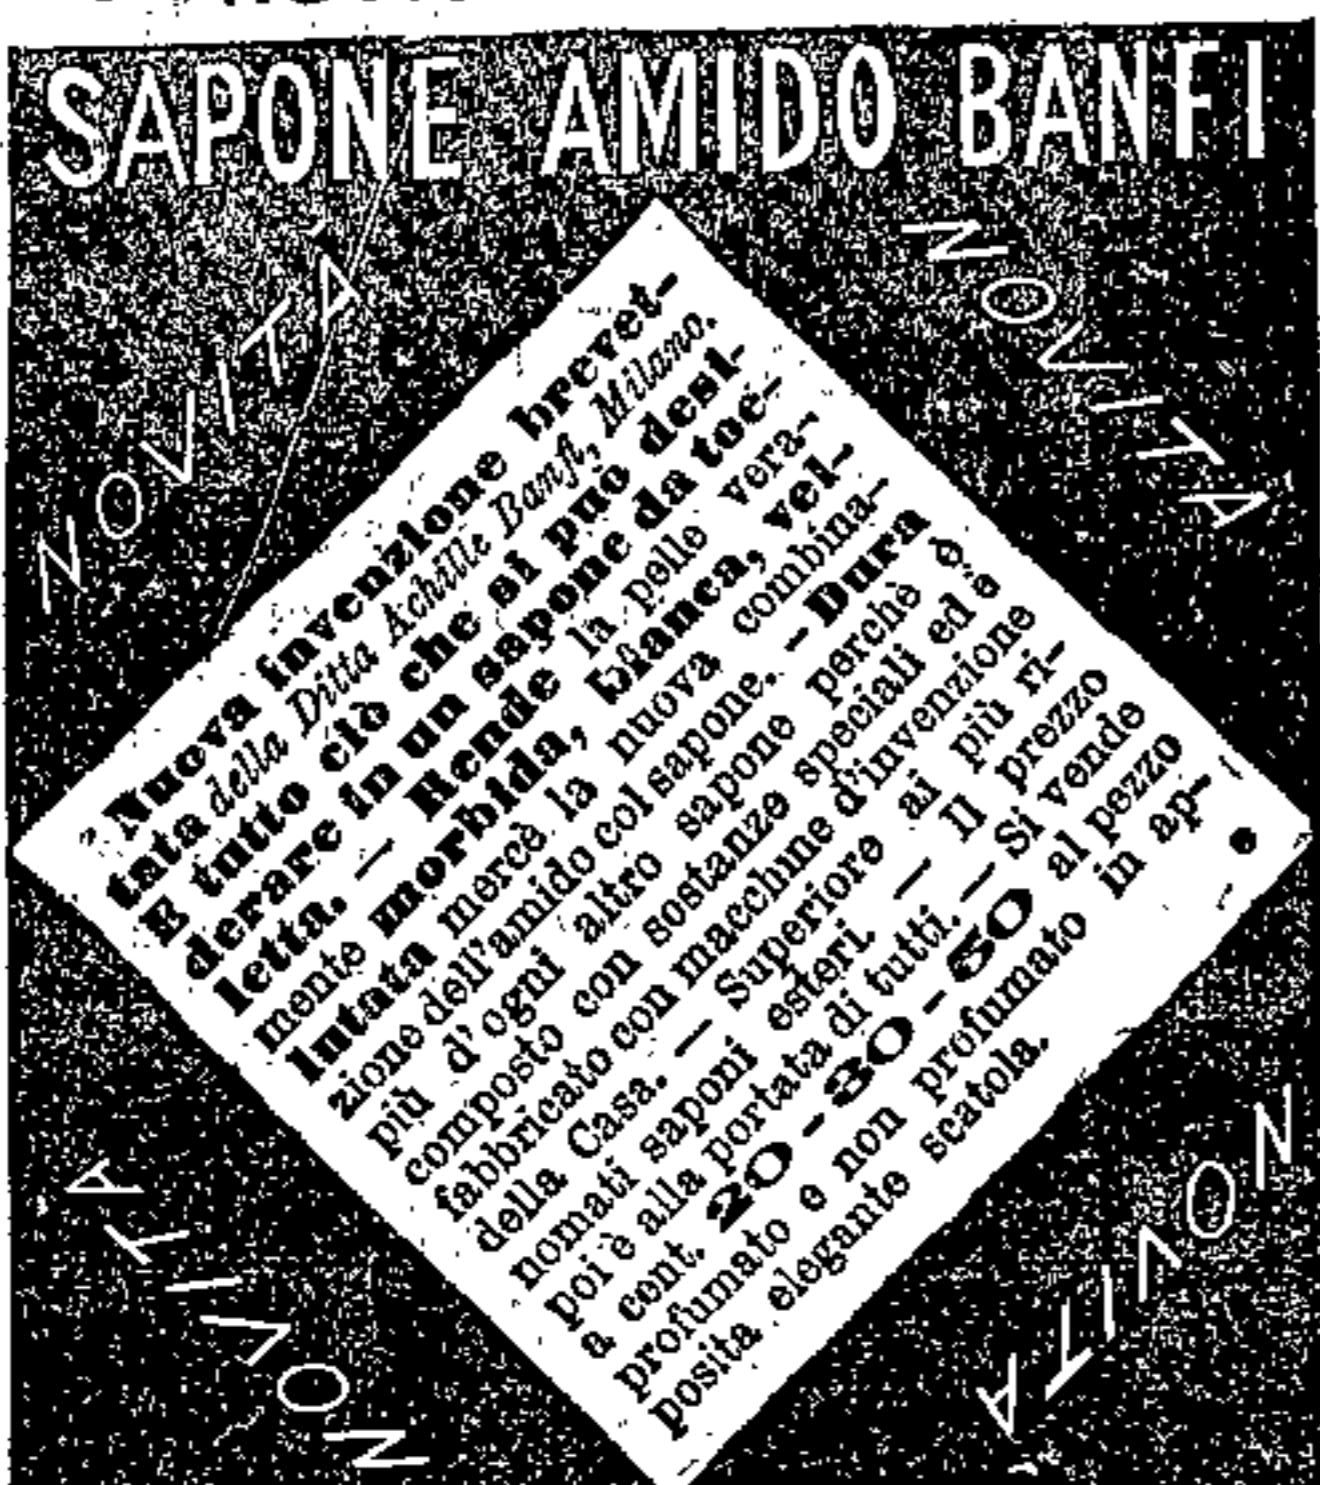 SAPONE AMIDO BANFI
NOVITÀ
NOVITA
Nuova invenzione brevet-
tata della Ditta Achille Banfi, Milano.
E tutto ciò che si può desi-
derare in un sapone da toe-
letta. — Rende la pelle vera-
mente morbida, bianca, vel-
lutata mercè la nuova combina-
zione dell'amido col sapone. — Dura
più d'ogni altro sapone perchè è
composto con sostanze speciali ed è
fabbricato con macchine d'invenzione
della Casa. — Superiore ai più ri-
nomati saponi esteri. — Il prezzo
poi è alla portata di tutti. — Si vende
a cent. 20-30-50 al pezzo
profumato e non profumato in ap-
posita elegante scatola.
NOVITA
NOVITA